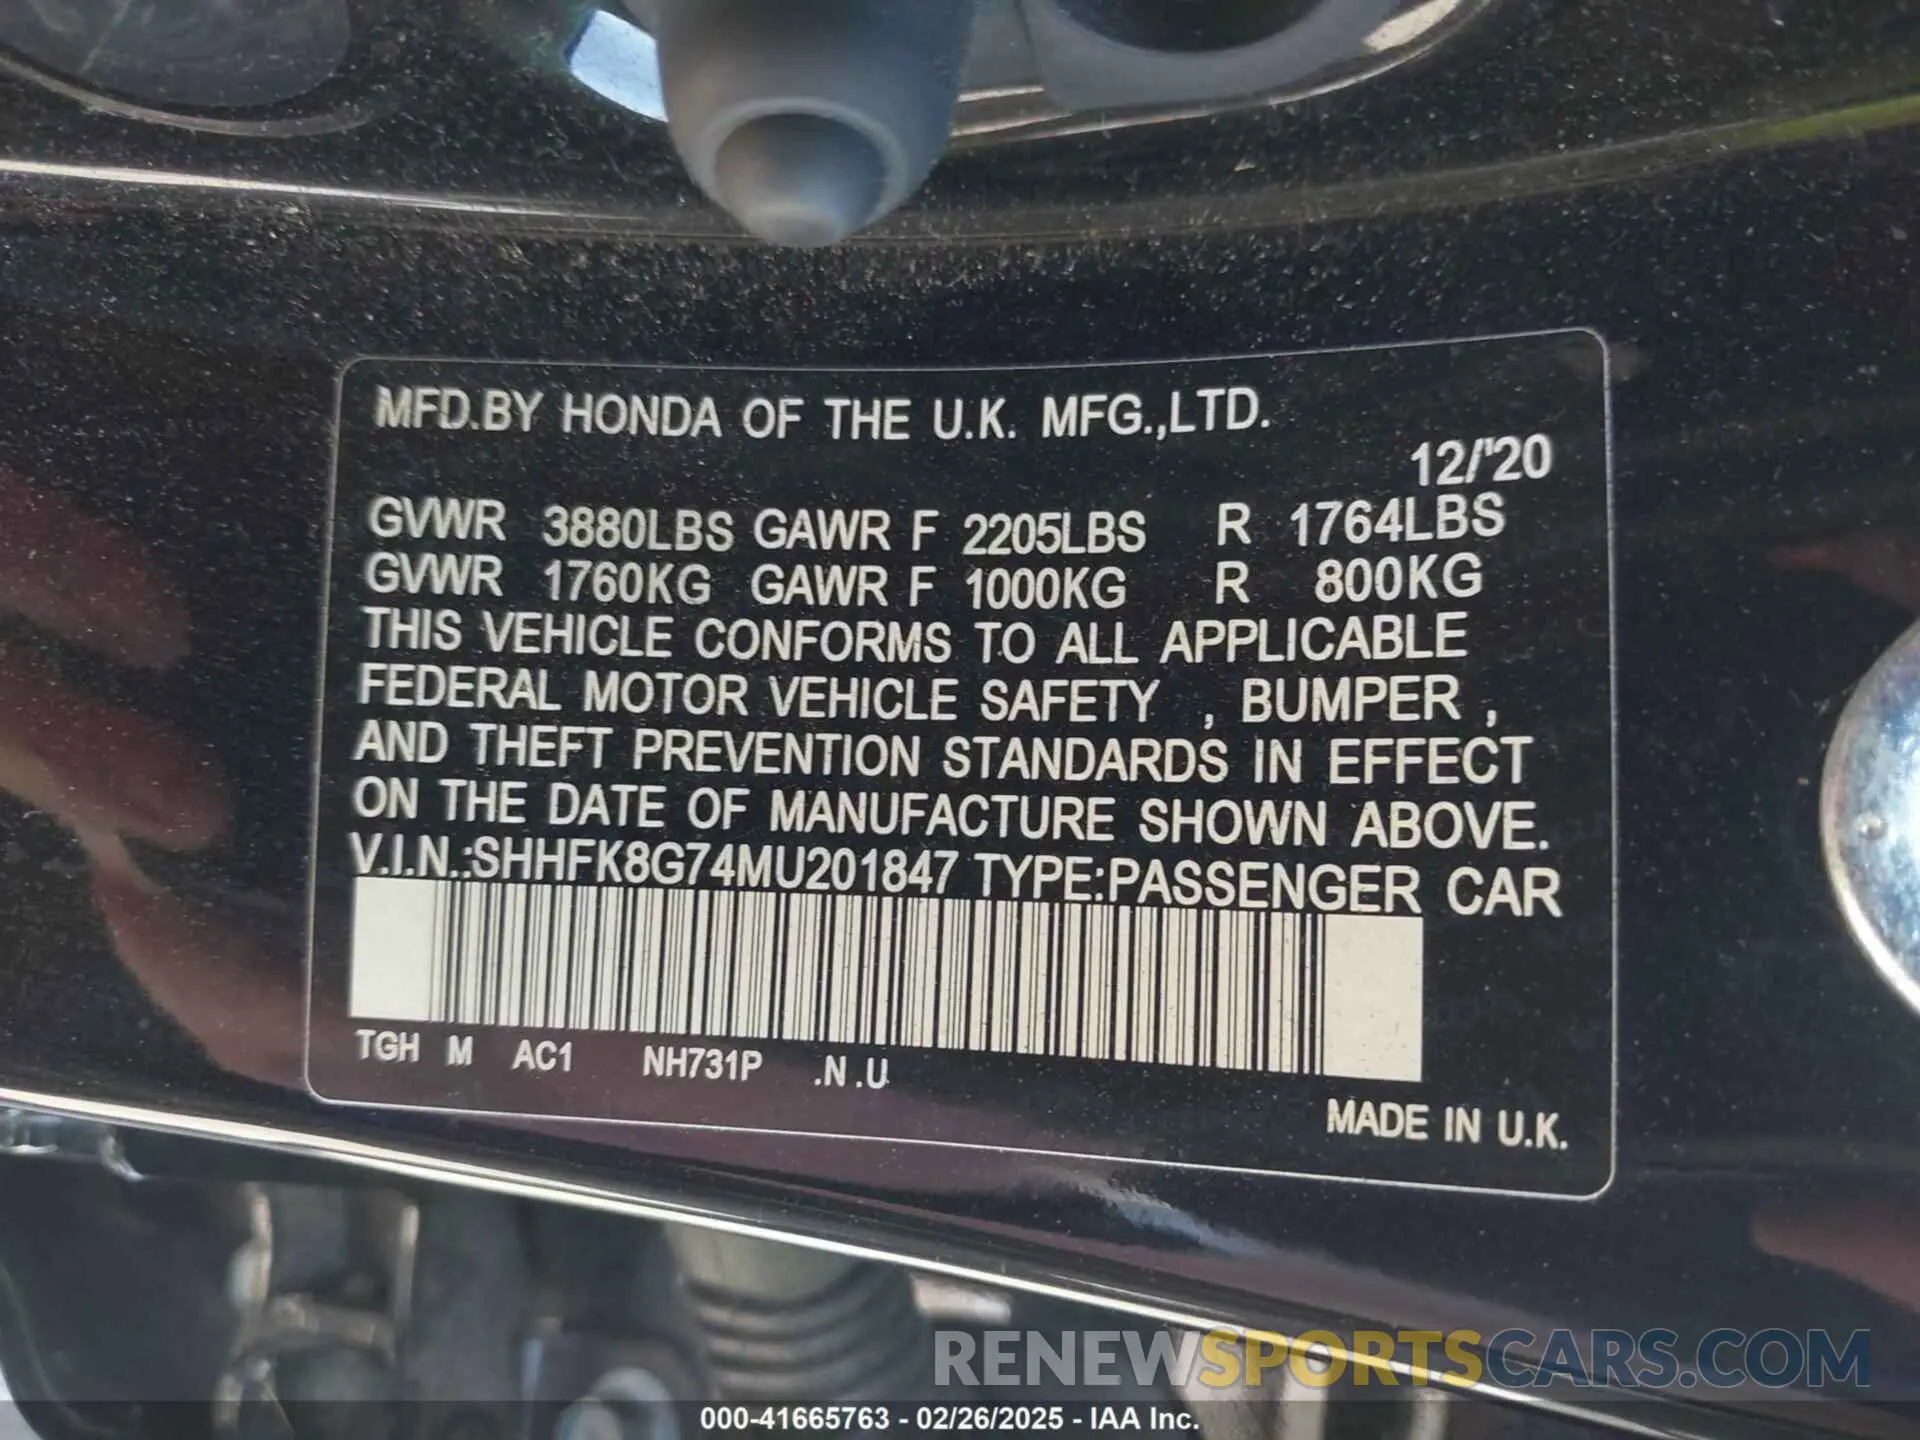 MFD.BY HONDA OF THE U.K. MFG.,LTD.
12/'20
GVWR 3880LBS GAWR F 2205LBS R 1764LBS
GVWR 1760KG GAWR F 1000KG R 800KG
THIS VEHICLE CONFORMS TO ALL APPLICABLE
FEDERAL MOTOR VEHICLE SAFETY , BUMPER ,
AND THEFT PREVENTION STANDARDS IN EFFECT
ON THE DATE OF MANUFACTURE SHOWN ABOVE.
V.I.N.:SHHFK8G74MU201847 TYPE:PASSENGER CAR
TGH M AC1 NH731P .N.U
MADE IN U.K.
RENEWSPORTSCARS.COM
000-41665763 - 02/26/2025 - IAA Inc.